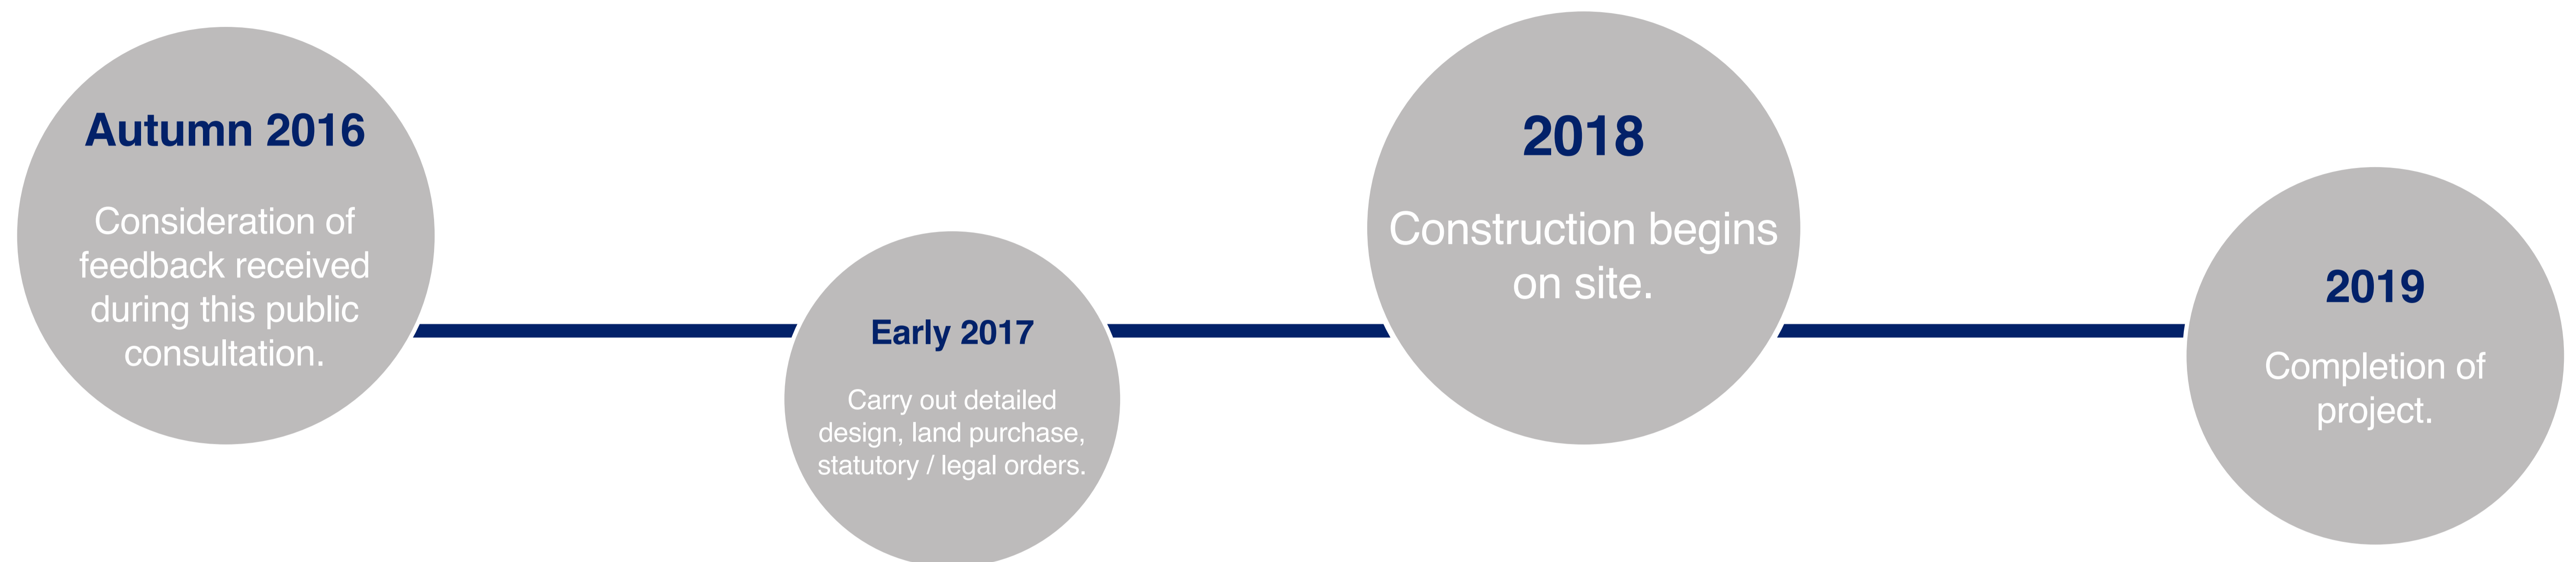 Autumn 2016
Consideration of
feedback received
during this public
consultation.
Early 2017
Carry out detailed
design, land purchase,
statutory / legal orders.
2018
Construction begins
on site.
2019
Completion of
project.